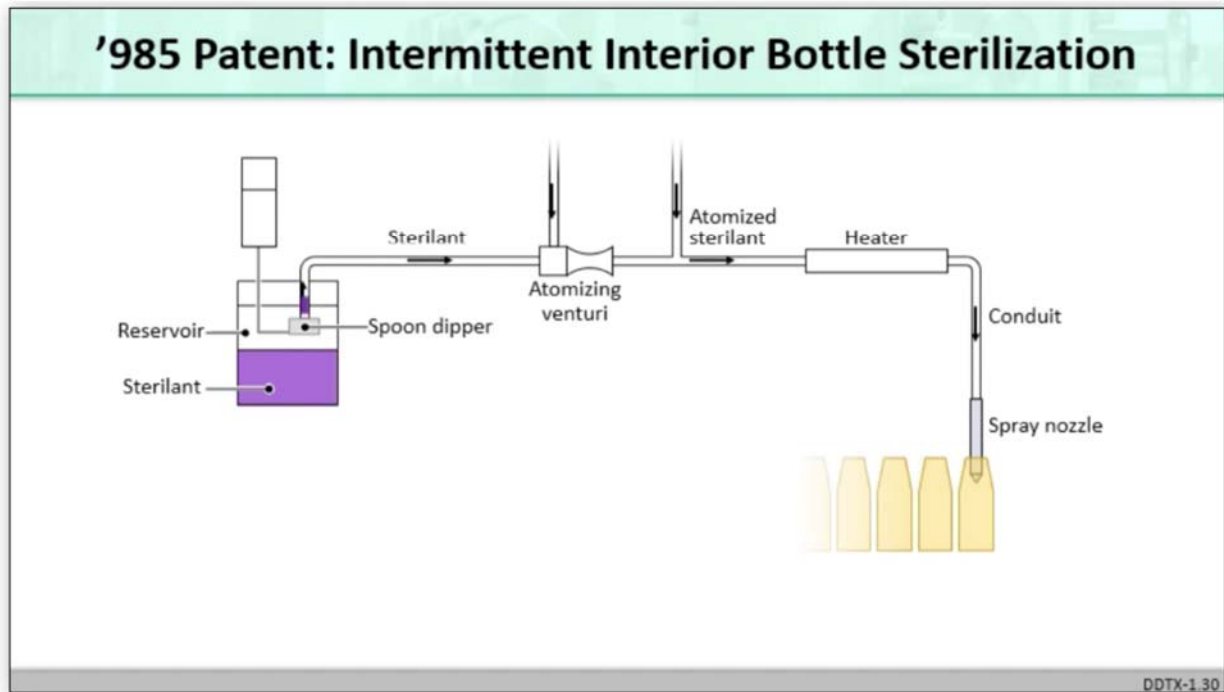 ’985 Patent: Intermittent Interior Bottle Sterilization
Sterilant
Atomized
sterilant
Heater
Atomizing
venturi
Reservoir
Spoon dipper
Conduit
Sterilant
Spray nozzle
DDTX-1.30